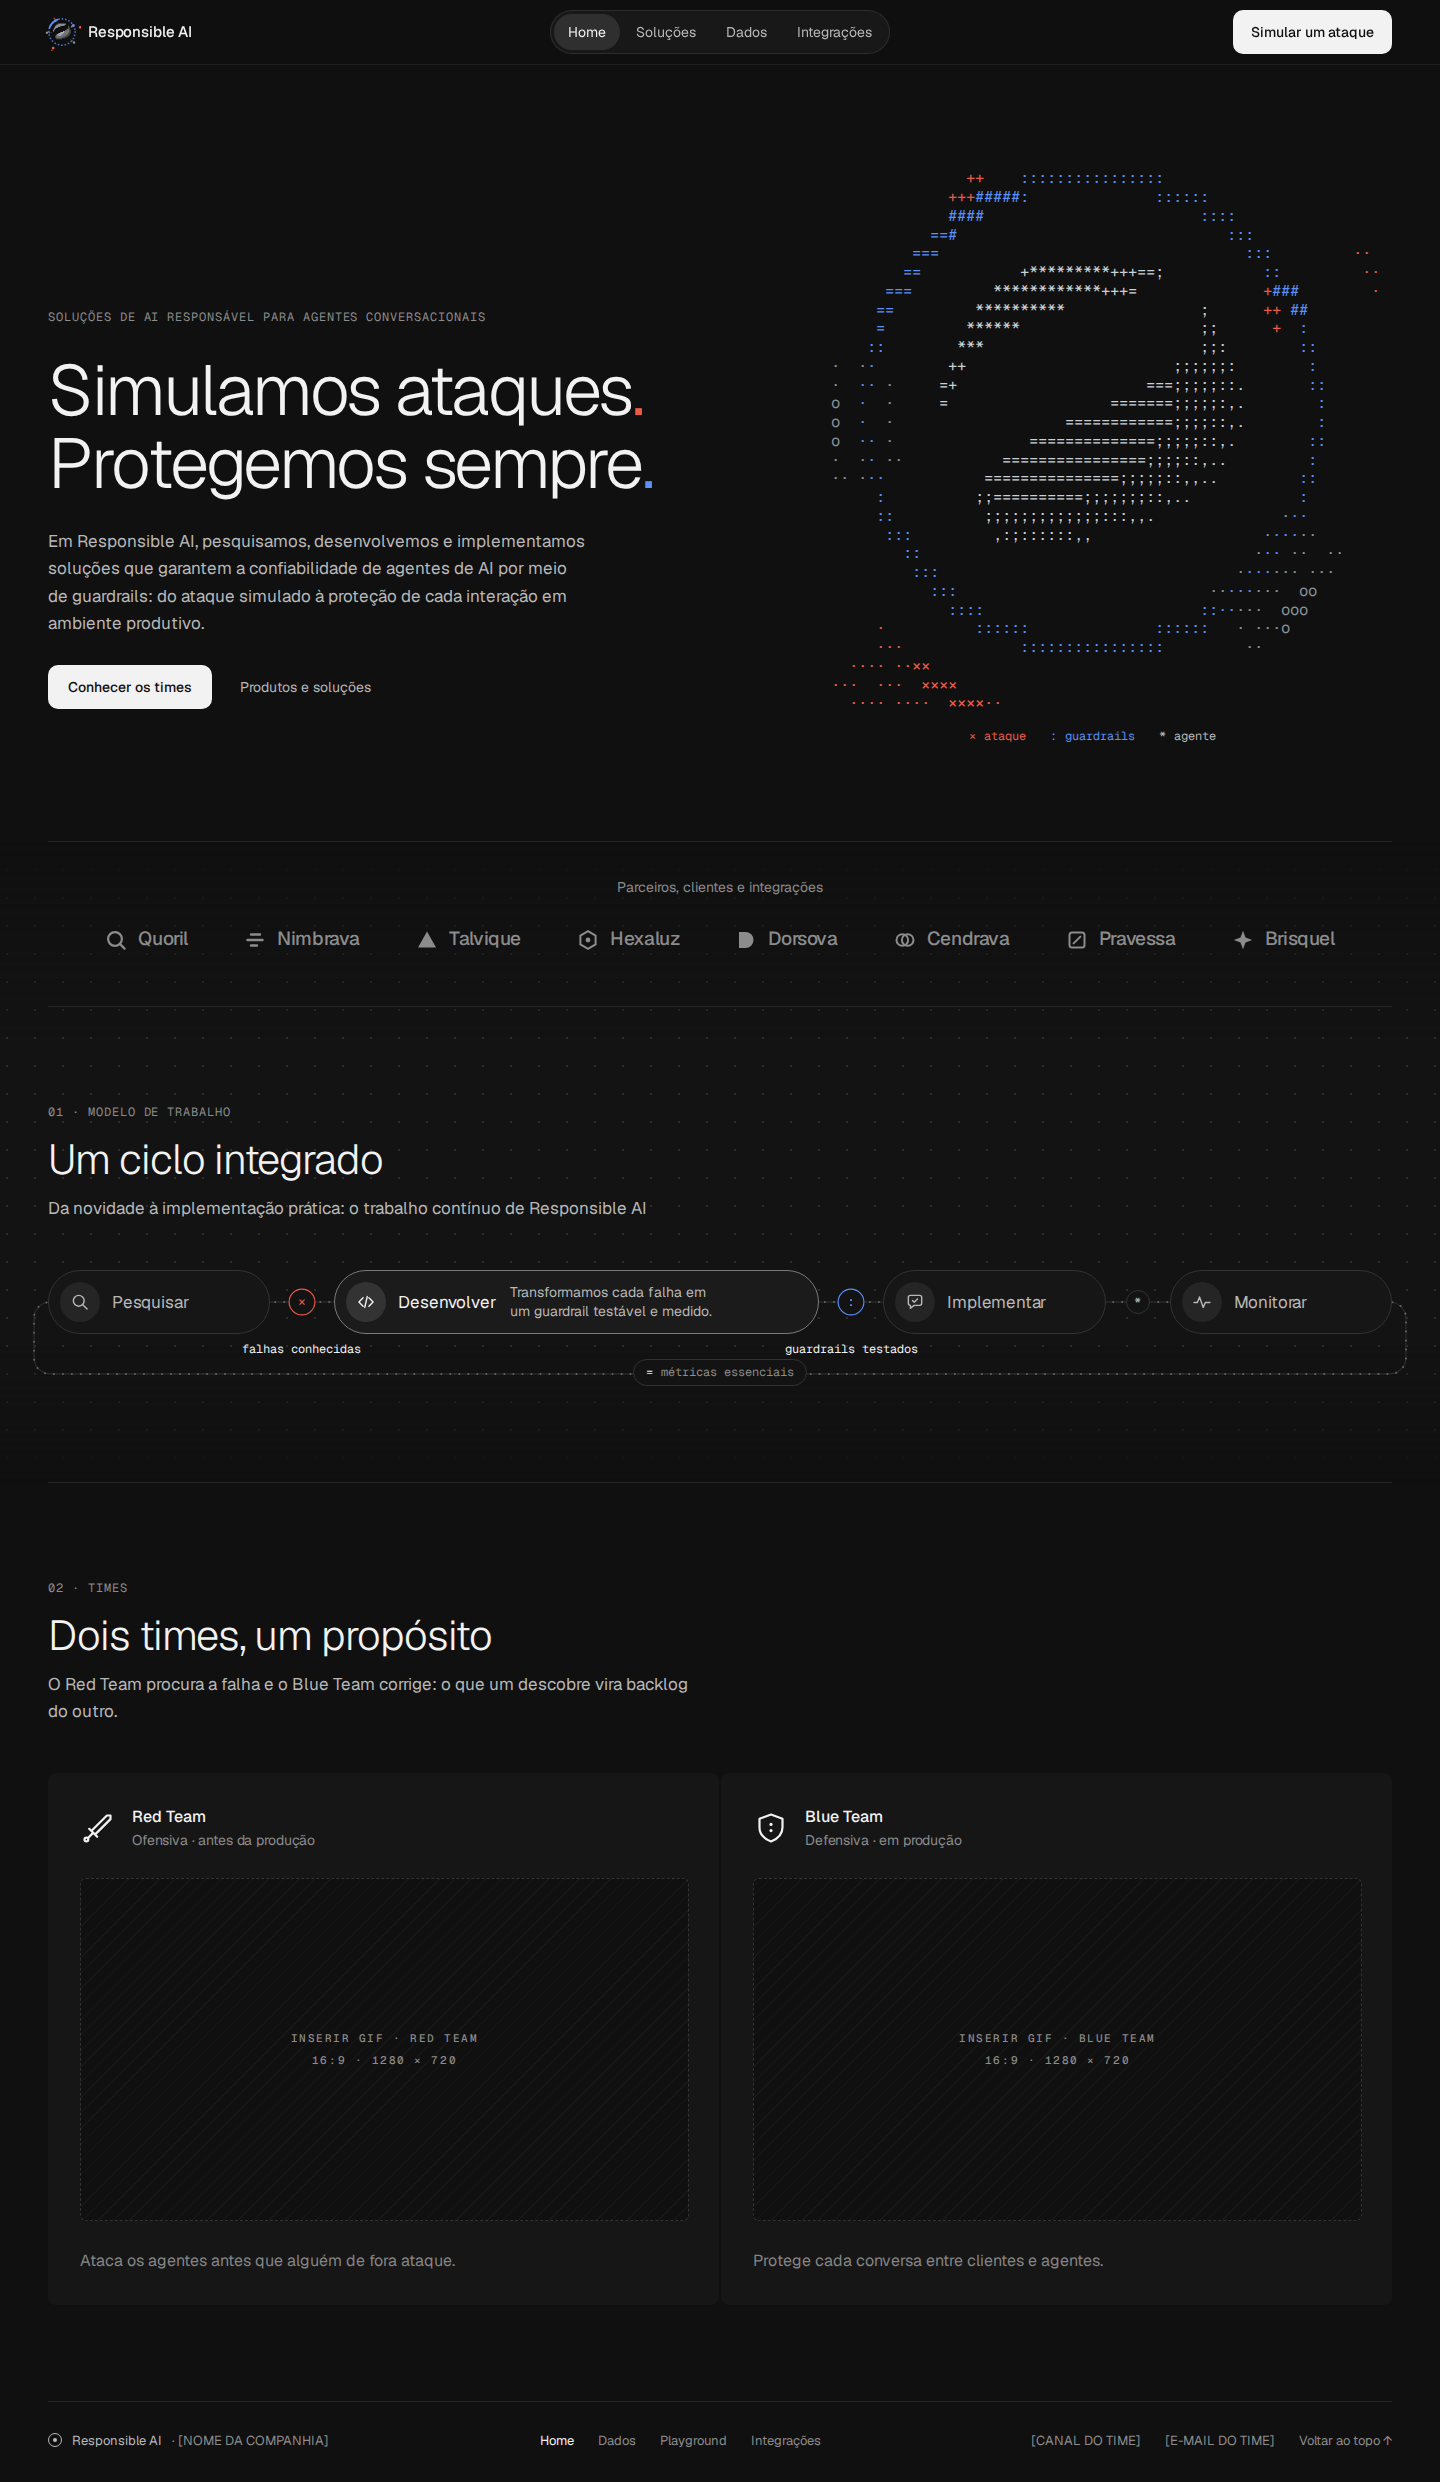 Responsible AI
Home
Soluções
Dados
Integrações
Simular um ataque
SOLUÇÕES DE AI RESPONSÁVEL PARA AGENTES CONVERSACIONAIS
Simulamos ataques.
Protegemos sempre.
Em Responsible AI, pesquisamos, desenvolvemos e implementamos
soluções que garantem a confiabilidade de agentes de AI por meio
de guardrails: do ataque simulado à proteção de cada interação em
ambiente produtivo.
Conhecer os times
Produtos e soluções
× ataque : guardrails * agente
Parceiros, clientes e integrações
Quoril
Nimbrava
Talvique
Hexaluz
Dorsova
Cendrava
Pravessa
Brisquel
01 · MODELO DE TRABALHO
Um ciclo integrado
Da novidade à implementação prática: o trabalho contínuo de Responsible AI
Pesquisar
×
Desenvolver
Transformamos cada falha em
um guardrail testável e medido.
:
Implementar
*
Monitorar
falhas conhecidas
guardrails testados
= métricas essenciais
02 · TIMES
Dois times, um propósito
O Red Team procura a falha e o Blue Team corrige: o que um descobre vira backlog
do outro.
Red Team
Ofensiva · antes da produção
INSERIR GIF · RED TEAM
16:9 · 1280 × 720
Ataca os agentes antes que alguém de fora ataque.
Blue Team
Defensiva · em produção
INSERIR GIF · BLUE TEAM
16:9 · 1280 × 720
Protege cada conversa entre clientes e agentes.
Responsible AI · [NOME DA COMPANHIA]
Home
Dados
Playground
Integrações
[CANAL DO TIME]
[E-MAIL DO TIME]
Voltar ao topo ↑